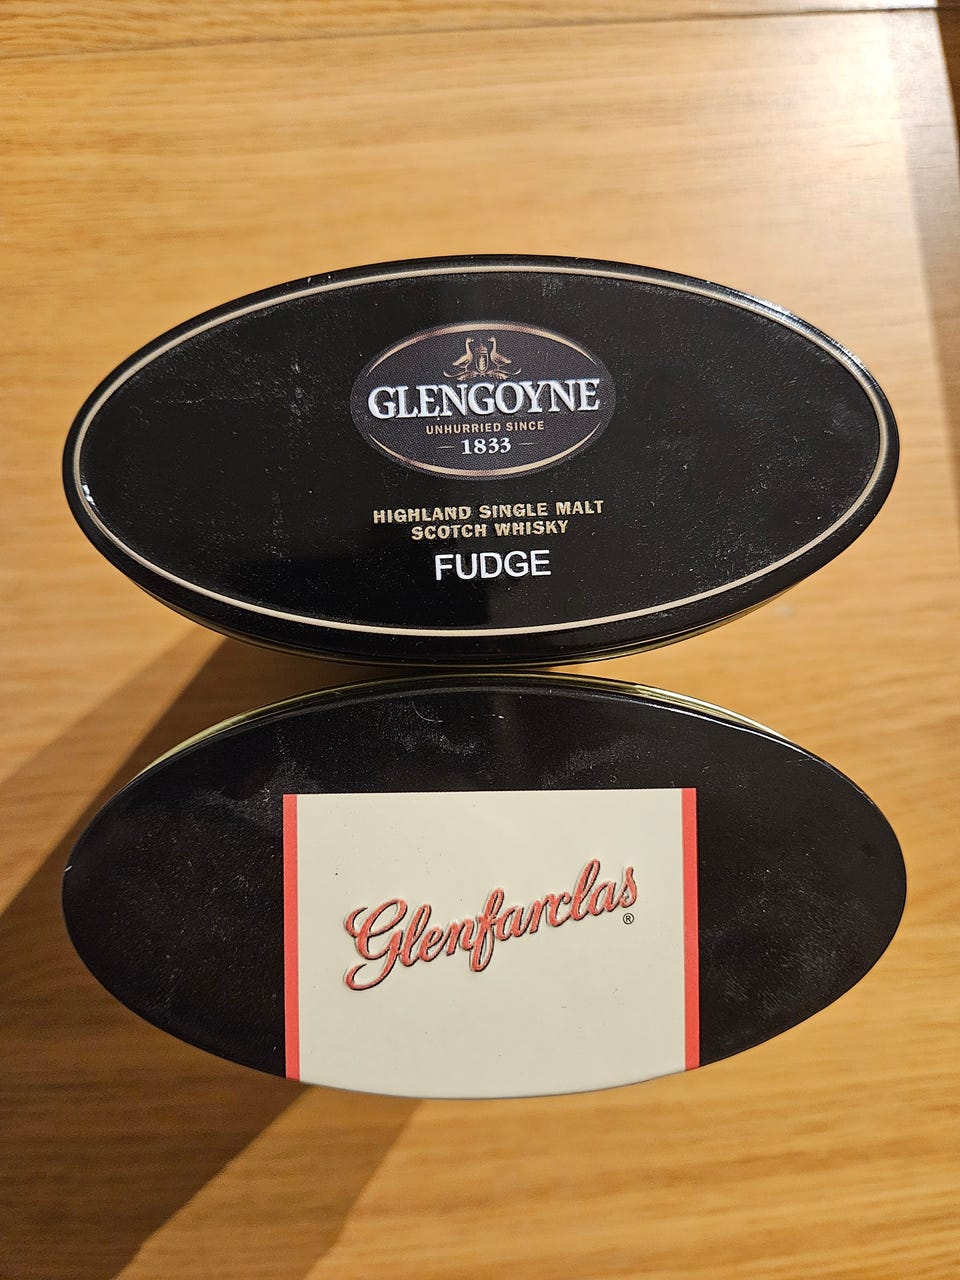 GLENGOYNE
UNHURRIED SINCE
1833
HIGHLAND SINGLE MALT
SCOTCH WHISKY
FUDGE
Glenfarclas®